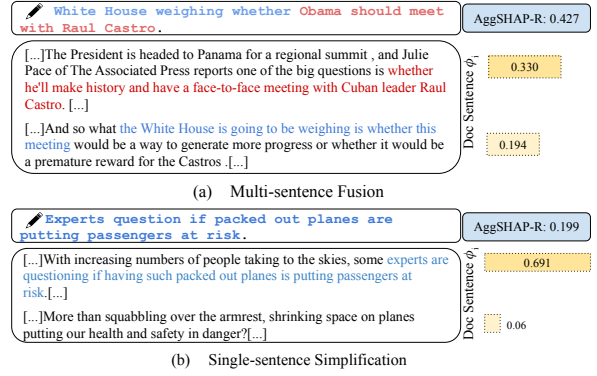 White House weighing whether Obama should meet
with Raul Castro.
AggSHAP-R: 0.427
[...]The President is headed to Panama for a regional summit , and Julie
Pace of The Associated Press reports one of the big questions is whether
he'll make history and have a face-to-face meeting with Cuban leader Raul
Castro. [...]
[...]And so what the White House is going to be weighing is whether this
meeting would be a way to generate more progress or whether it would be
a premature reward for the Castros .[...]
Doc Sentence ϕi
0.330
0.194
(a) Multi-sentence Fusion
Experts question if packed out planes are
putting passengers at risk.
AggSHAP-R: 0.199
[...]With increasing numbers of people taking to the skies, some experts are
questioning if having such packed out planes is putting passengers at
risk.[...]
[...]More than squabbling over the armrest, shrinking space on planes
putting our health and safety in danger?[...]
Doc Sentence ϕi
0.691
0.06
(b) Single-sentence Simplification